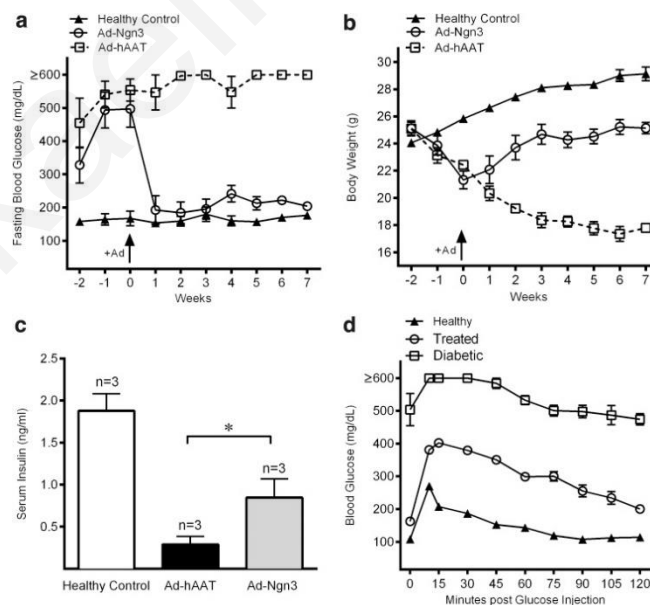 a
Healthy Control
Ad-Ngn3
Ad-hAAT
Fasting Blood Glucose (mg/dL)
≥600
500
400
300
200
100
+Ad
-2 -1 0 1 2 3 4 5 6 7
Weeks
b
Healthy Control
Ad-Ngn3
Ad-hAAT
Body Weight (g)
30
28
26
24
22
20
18
16
+Ad
-2 -1 0 1 2 3 4 5 6 7
Weeks
c
Serum Insulin (ng/ml)
2.5
2.0
1.5
1.0
0.5
n=3
n=3
n=3
*
Healthy Control Ad-hAAT Ad-Ngn3
d
Healthy
Treated
Diabetic
Blood Glucose (mg/dL)
≥600
500
400
300
200
100
0 15 30 45 60 75 90 105 120
Minutes post Glucose Injection